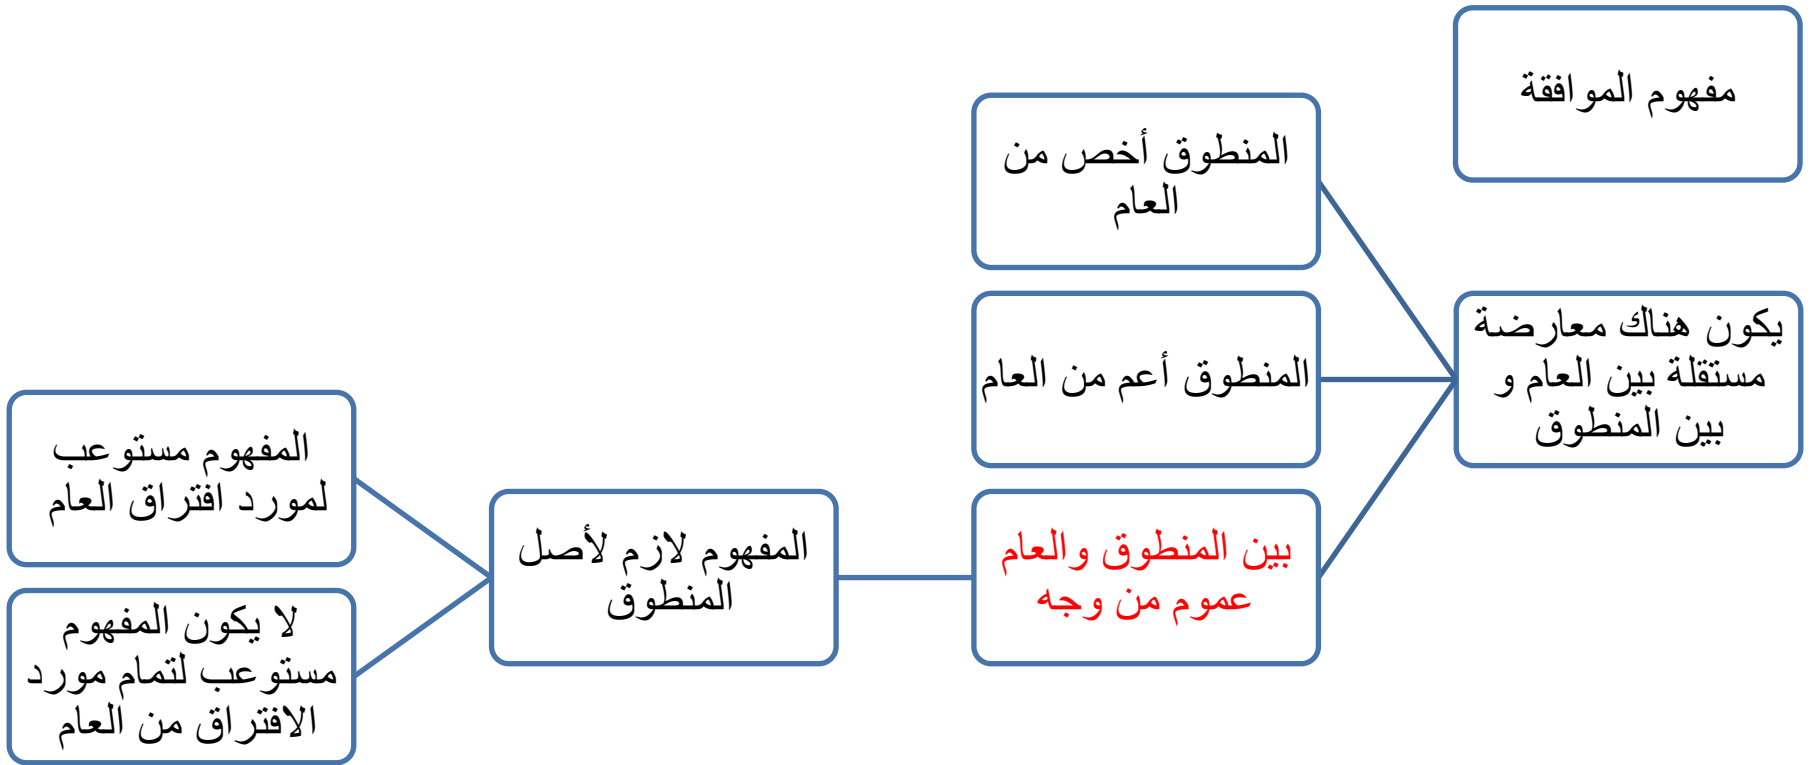 مفهوم الموافقة
يكون هناك معارضة
مستقلة بين العام و
بين المنطوق
المنطوق أخص من
العام
المنطوق أعم من العام
بين المنطوق والعام
عموم من وجه
المفهوم لازم لأصل
المنطوق
المفهوم مستوعب
لمورد افتراق العام
لا يكون المفهوم
مستوعب لتمام مورد
الافتراق من العام